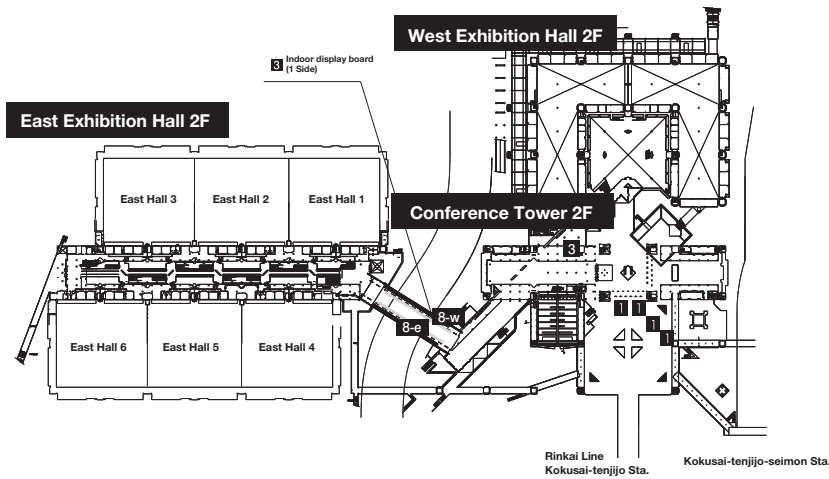 West Exhibition Hall 2F
3 Indoor display board
(1 Side)
East Exhibition Hall 2F
East Hall 3
East Hall 2
East Hall 1
Conference Tower 2F
3
8-w
8-e
1
1
1
1
East Hall 6
East Hall 5
East Hall 4
Rinkai Line
Kokusai-tenjijo Sta.
Kokusai-tenjijo-seimon Sta.